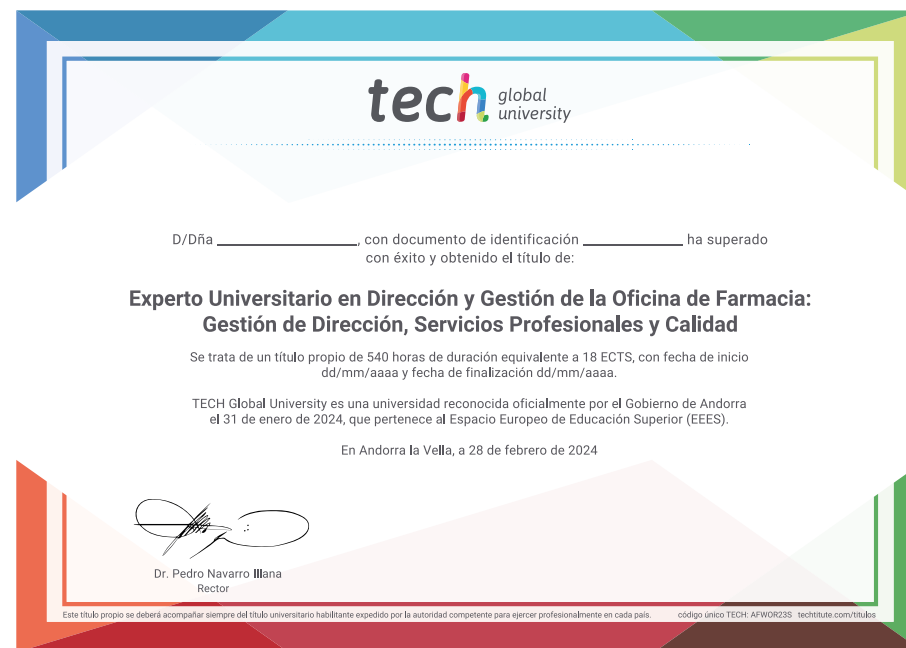 tech global university
D/Dña ____________________, con documento de identificación ______________ ha superado
con éxito y obtenido el título de:
Experto Universitario en Dirección y Gestión de la Oficina de Farmacia:
Gestión de Dirección, Servicios Profesionales y Calidad
Se trata de un título propio de 540 horas de duración equivalente a 18 ECTS, con fecha de inicio
dd/mm/aaaa y fecha de finalización dd/mm/aaaa.
TECH Global University es una universidad reconocida oficialmente por el Gobierno de Andorra
el 31 de enero de 2024, que pertenece al Espacio Europeo de Educación Superior (EEES).
En Andorra la Vella, a 28 de febrero de 2024
Dr. Pedro Navarro Illana
Rector
Este título propio se deberá acompañar siempre del título universitario habilitante expedido por la autoridad competente para ejercer profesionalmente en cada país. código único TECH: AFWOR23S techtitute.com/titulos